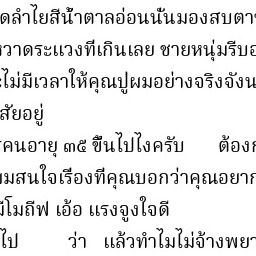 ดลำไยสีน้ำตาลอ่อนนั้นมองสบตา
วาดระแวงที่เกินเลย ชายหนุ่มรีบอ
ไม่มีเวลาให้คุณปูผมอย่างจริงจังน
สัยอยู่
คนอายุ ๓๕ ขึ้นไปไงครับ ต้องก
มสนใจเรื่องที่คุณบอกว่าคุณอยาก
มีโมถีฟ เอ้อ แรงจูงใจดี
ไป ว่า แล้วทำไมไม่จ้างพยา